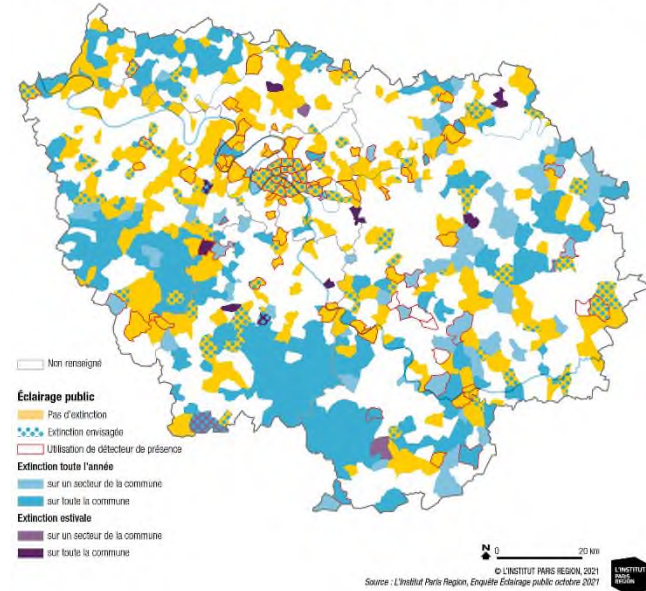 Non renseigné
Éclairage public
Pas d'extinction
Extinction envisagée
Utilisation de détecteur de présence
Extinction toute l'année
sur un secteur de la commune
sur toute la commune
Extinction estivale
sur un secteur de la commune
sur toute la commune
N 0 20 km
© L'INSTITUT PARIS REGION, 2021
Source : L'Institut Paris Region, Enquête Éclairage public octobre 2021
L'INSTITUT
PARIS
REGION